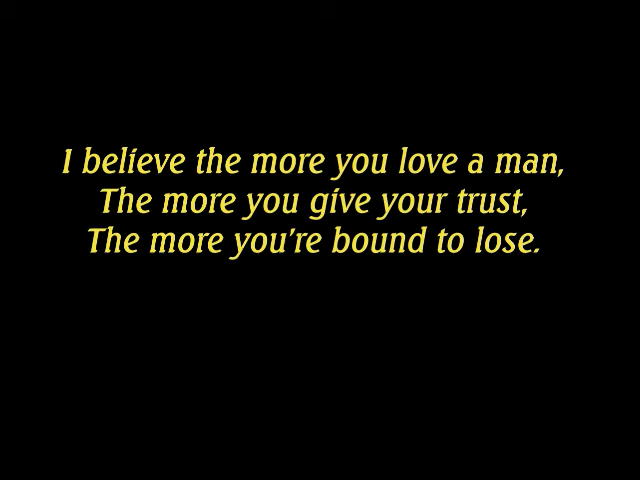 I believe the more you love a man,
The more you give your trust,
The more you're bound to lose.